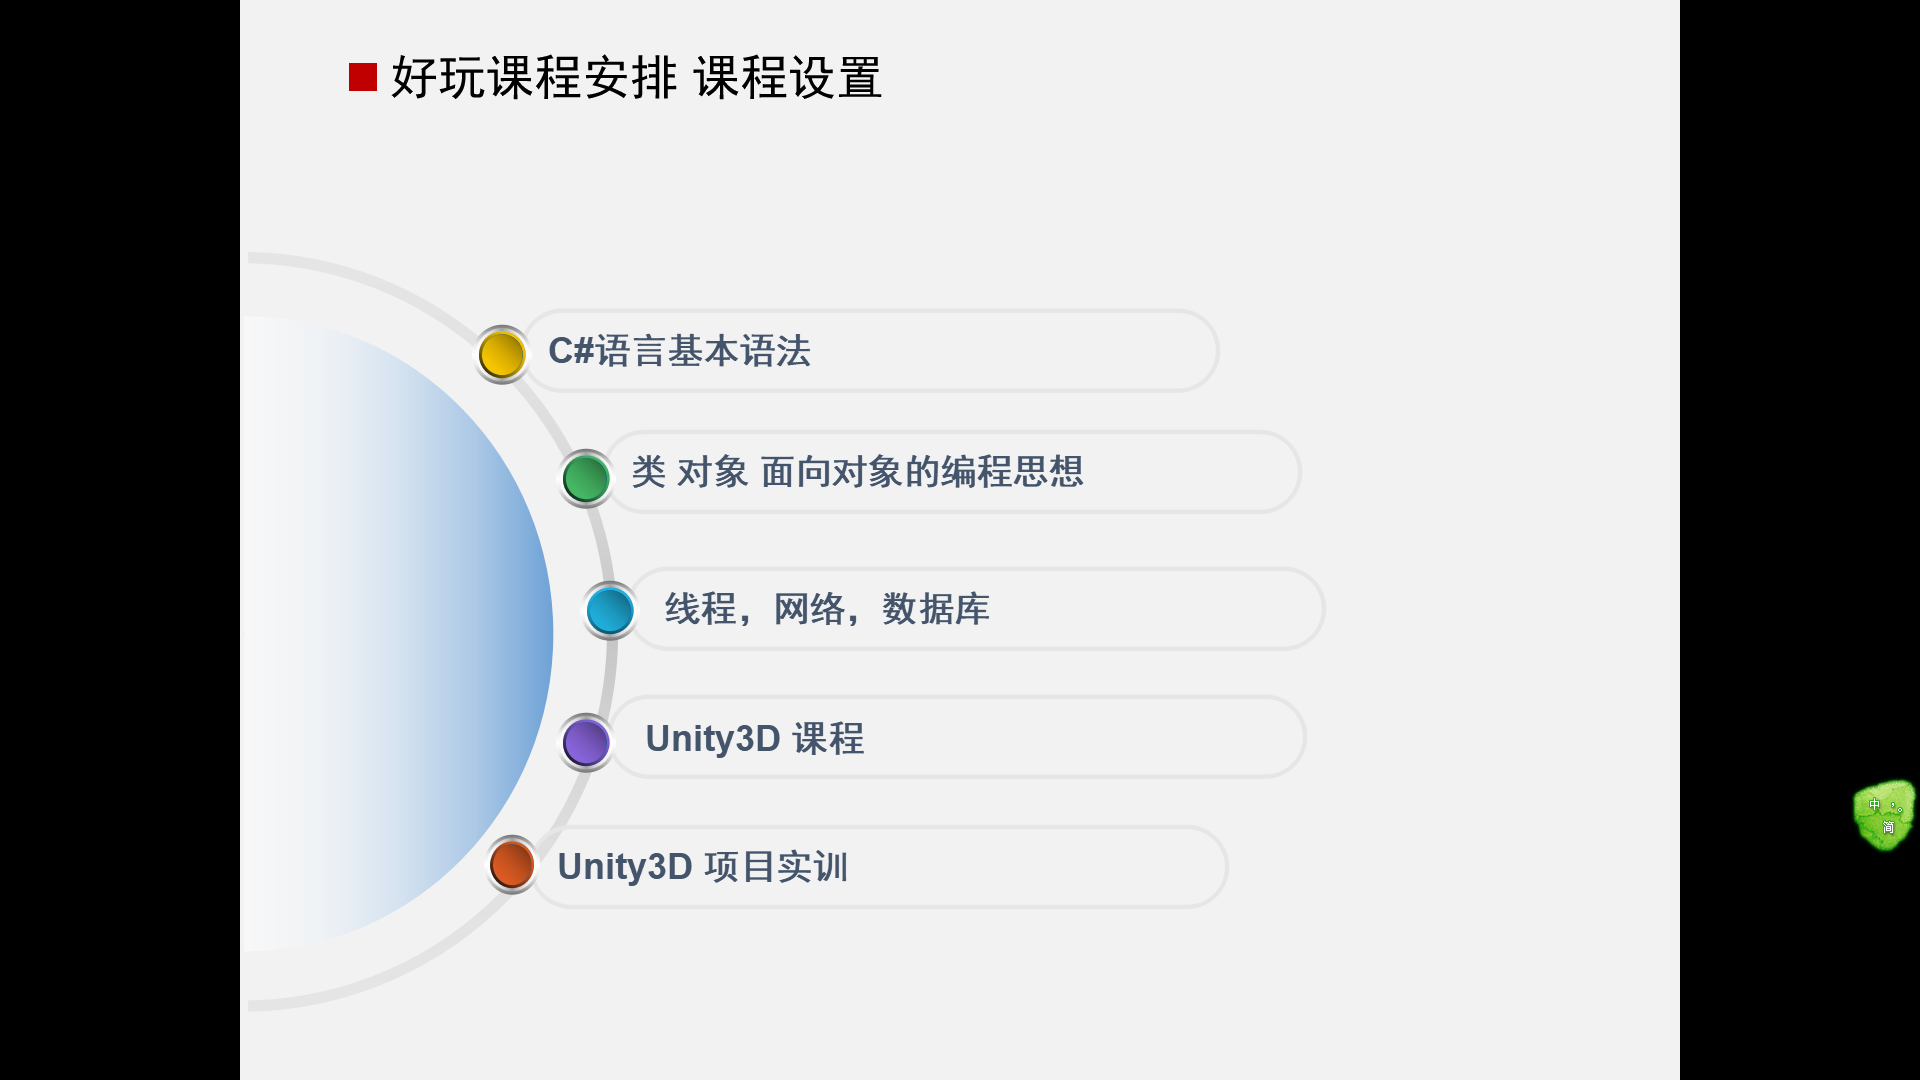 好玩课程安排 课程设置
C#语言基本语法
类 对象 面向对象的编程思想
线程，网络，数据库
Unity3D 课程
Unity3D 项目实训
中 ，。
简